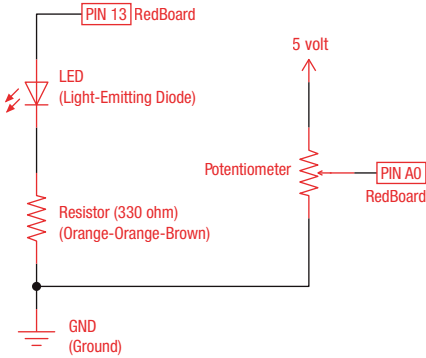 PIN 13 RedBoard
5 volt
LED
(Light-Emitting Diode)
Potentiometer
PIN A0
RedBoard
Resistor (330 ohm)
(Orange-Orange-Brown)
GND
(Ground)